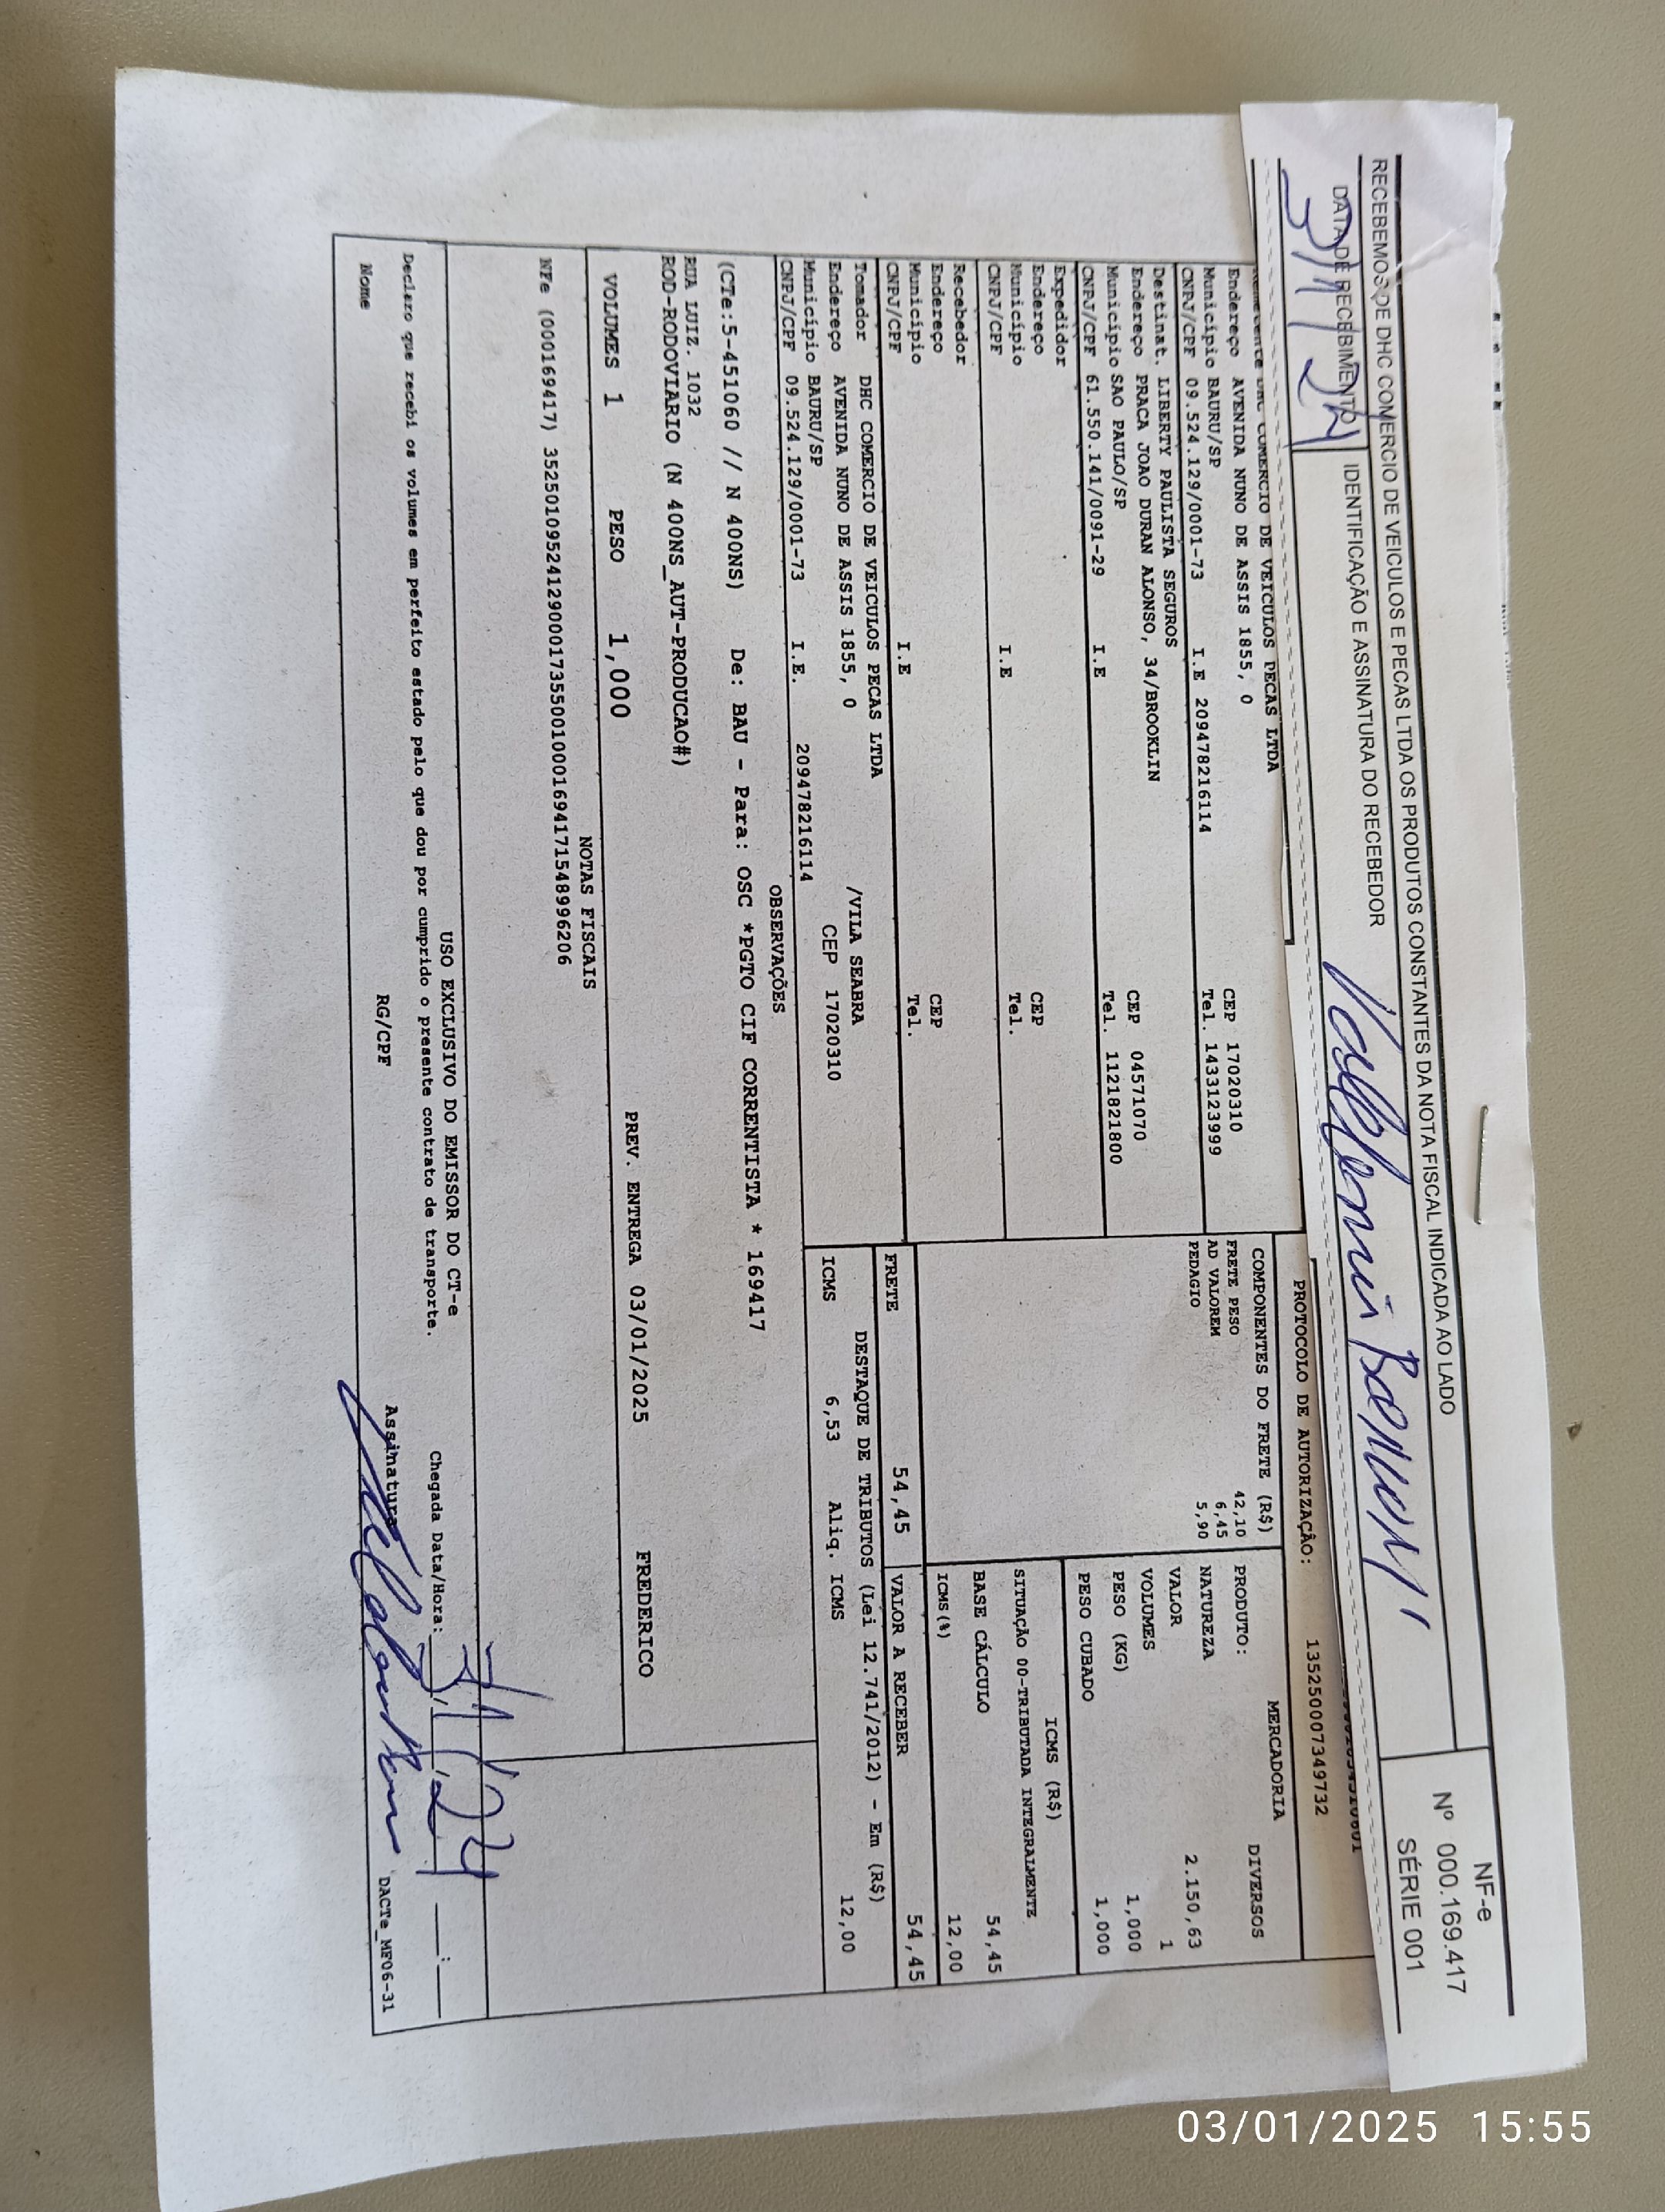 RECEBEMOS DE DHC COMERCIO DE VEICULOS E PECAS LTDA OS PRODUTOS CONSTANTES DA NOTA FISCAL INDICADA AO LADO
NF-e
Nº 000.169.417
SÉRIE 001
DATA DE RECEBIMENTO
IDENTIFICAÇÃO E ASSINATURA DO RECEBEDOR
3/1/24
PROTOCOLO DE AUTORIZAÇÃO: 135250007349732
COMERCIO DE VEICULOS PECAS LTDA
Endereço AVENIDA NUNO DE ASSIS 1855, 0 CEP 17020310
Município BAURU/SP Tel. 1433123999
CNPJ/CPF 09.524.129/0001-73 I.E 209478216114
Destinat. LIBERTY PAULISTA SEGUROS
Endereço PRACA JOAO DURAN ALONSO, 34/BROOKLIN CEP 04571070
Município SAO PAULO/SP Tel. 1121821800
CNPJ/CPF 61.550.141/0091-29 I.E
Expedidor
Endereço CEP
Município Tel.
CNPJ/CPF I.E
Recebedor
Endereço CEP
Município Tel.
CNPJ/CPF I.E
Tomador DHC COMERCIO DE VEICULOS PECAS LTDA
Endereço AVENIDA NUNO DE ASSIS 1855, 0 /VILA SEABRA
Município BAURU/SP CEP 17020310
CNPJ/CPF 09.524.129/0001-73 I.E. 209478216114
COMPONENTES DO FRETE (R$)
FRETE PESO 42,10
AD VALOREM 6,45
PEDAGIO 5,90
MERCADORIA
PRODUTO: DIVERSOS
NATUREZA
VALOR 2.150,63
VOLUMES 1
PESO (KG) 1,000
PESO CUBADO 1,000
ICMS (R$)
SITUAÇÃO 00-TRIBUTADA INTEGRALMENTE
BASE CÁLCULO 54,45
ICMS(%) 12,00
FRETE 54,45 VALOR A RECEBER 54,45
DESTAQUE DE TRIBUTOS (Lei 12.741/2012) - Em (R$)
ICMS 6,53 Aliq. ICMS 12,00
OBSERVAÇÕES
(CTe:5-451060 // N 400NS) De: BAU - Para: OSC *PGTO CIF CORRENTISTA * 169417
RUA LUIZ. 1032
ROD-RODOVIARIO (N 400NS_AUT-PRODUCAO#)
VOLUMES 1 PESO 1,000 PREV. ENTREGA 03/01/2025 FREDERICO
NOTAS FISCAIS
NFe (000169417) 35250109524129000173550010001694171548996206
USO EXCLUSIVO DO EMISSOR DO CT-e
Declaro que recebi os volumes em perfeito estado pelo que dou por cumprido o presente contrato de transporte.
Chegada Data/Hora: 3/1/24 ___:___
Nome RG/CPF Assinatura
DACTe_MF06-31
03/01/2025 15:55